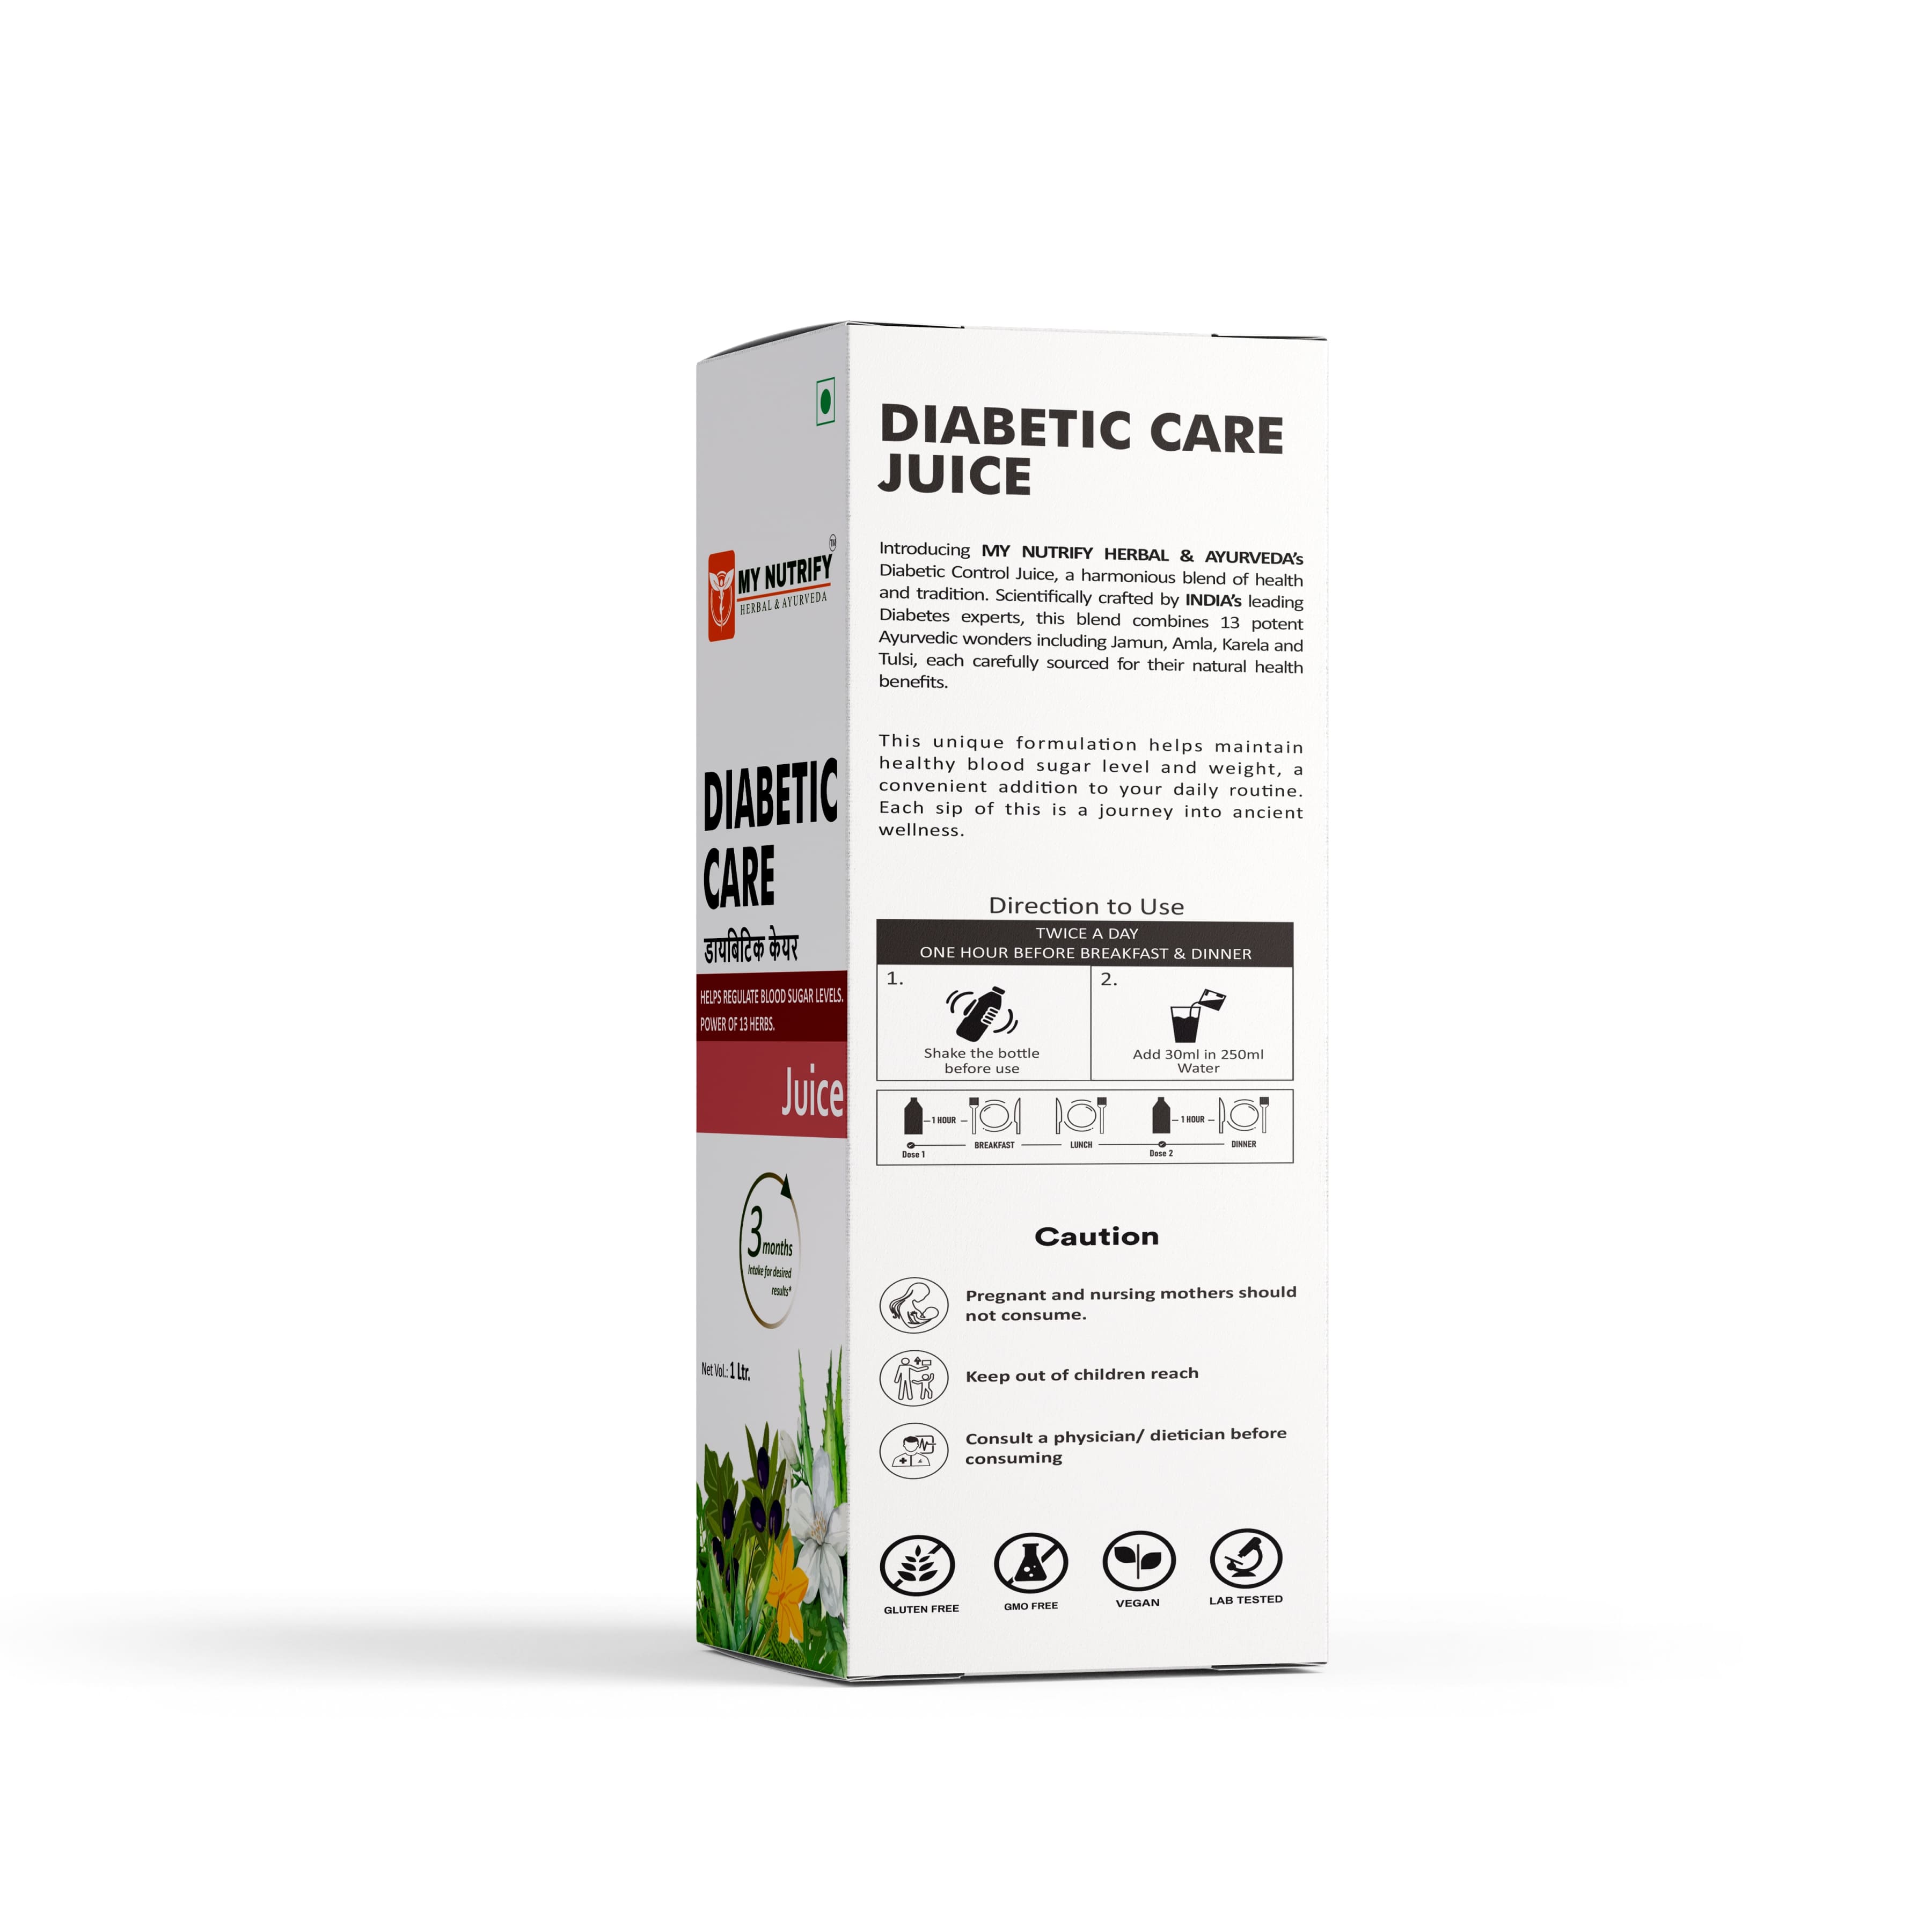 MY NUTRIFY
TM
HERBAL & AYURVEDA
DIABETIC
CARE
डायबिटिक केयर
HELPS REGULATE BLOOD SUGAR LEVELS.
POWER OF 13 HERBS.
Juice
3
months
Intake for desired
results*
Net Vol.: 1 Ltr.
DIABETIC CARE
JUICE
Introducing MY NUTRIFY HERBAL & AYURVEDA's
Diabetic Control Juice, a harmonious blend of health
and tradition. Scientifically crafted by INDIA's leading
Diabetes experts, this blend combines 13 potent
Ayurvedic wonders including Jamun, Amla, Karela and
Tulsi, each carefully sourced for their natural health
benefits.
This unique formulation helps maintain
healthy blood sugar level and weight, a
convenient addition to your daily routine.
Each sip of this is a journey into ancient
wellness.
Direction to Use
TWICE A DAY
ONE HOUR BEFORE BREAKFAST & DINNER
1.
Shake the bottle
before use
2.
Add 30ml in 250ml
Water
1 HOUR
1 HOUR
BREAKFAST
LUNCH
DINNER
Dose 1
Dose 2
Caution
Pregnant and nursing mothers should
not consume.
Keep out of children reach
Consult a physician/ dietician before
consuming
GLUTEN FREE
GMO FREE
VEGAN
LAB TESTED